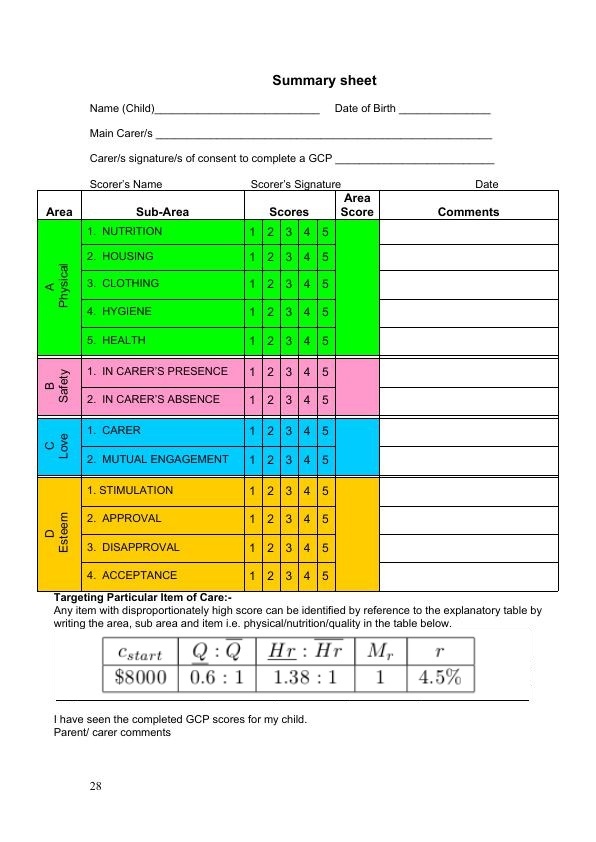 Summary sheet
Name (Child)___________________________ Date of Birth _______________
Main Carer/s _______________________________________________________
Carer/s signature/s of consent to complete a GCP __________________________
Scorer's Name Scorer's Signature Date
Area Sub-Area Scores Area Score Comments
A Physical
1. NUTRITION 1 2 3 4 5
2. HOUSING 1 2 3 4 5
3. CLOTHING 1 2 3 4 5
4. HYGIENE 1 2 3 4 5
5. HEALTH 1 2 3 4 5
B Safety
1. IN CARER'S PRESENCE 1 2 3 4 5
2. IN CARER'S ABSENCE 1 2 3 4 5
C Love
1. CARER 1 2 3 4 5
2. MUTUAL ENGAGEMENT 1 2 3 4 5
D Esteem
1. STIMULATION 1 2 3 4 5
2. APPROVAL 1 2 3 4 5
3. DISAPPROVAL 1 2 3 4 5
4. ACCEPTANCE 1 2 3 4 5
Targeting Particular Item of Care:-
Any item with disproportionately high score can be identified by reference to the explanatory table by
writing the area, sub area and item i.e. physical/nutrition/quality in the table below.
c_start Q̲ : Q̅ H̲r̲ : H̅r̅ M_r r
$8000 0.6 : 1 1.38 : 1 1 4.5%
I have seen the completed GCP scores for my child.
Parent/ carer comments
28